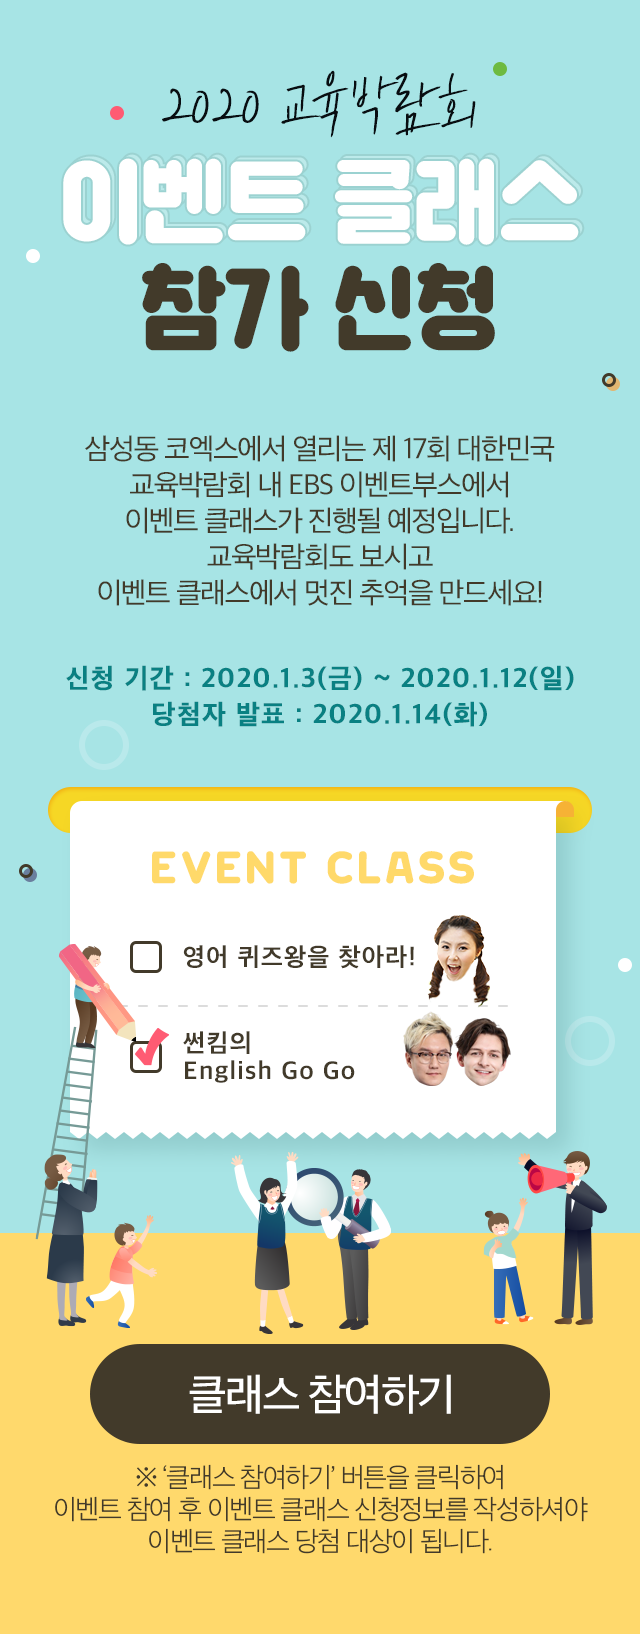 2020 교육박람회
이벤트 클래스
참가 신청
삼성동 코엑스에서 열리는 제 17회 대한민국
교육박람회 내 EBS 이벤트부스에서
이벤트 클래스가 진행될 예정입니다.
교육박람회도 보시고
이벤트 클래스에서 멋진 추억을 만드세요!
신청 기간 : 2020.1.3(금) ~ 2020.1.12(일)
당첨자 발표 : 2020.1.14(화)
EVENT CLASS
영어 퀴즈왕을 찾아라!
썬킴의
English Go Go
클래스 참여하기
※ ‘클래스 참여하기’ 버튼을 클릭하여
이벤트 참여 후 이벤트 클래스 신청정보를 작성하셔야
이벤트 클래스 당첨 대상이 됩니다.